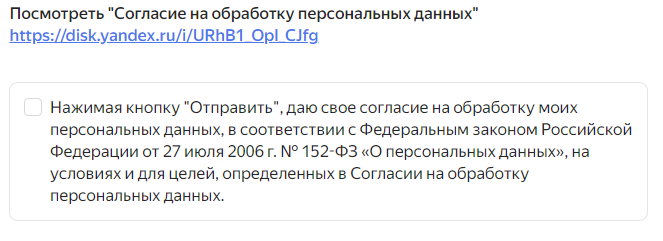 Посмотреть "Согласие на обработку персональных данных"
https://disk.yandex.ru/i/URhB1_OpI_CJfg
Нажимая кнопку "Отправить", даю свое согласие на обработку моих
персональных данных, в соответствии с Федеральным законом Российской
Федерации от 27 июля 2006 г. № 152-ФЗ «О персональных данных», на
условиях и для целей, определенных в Согласии на обработку
персональных данных.